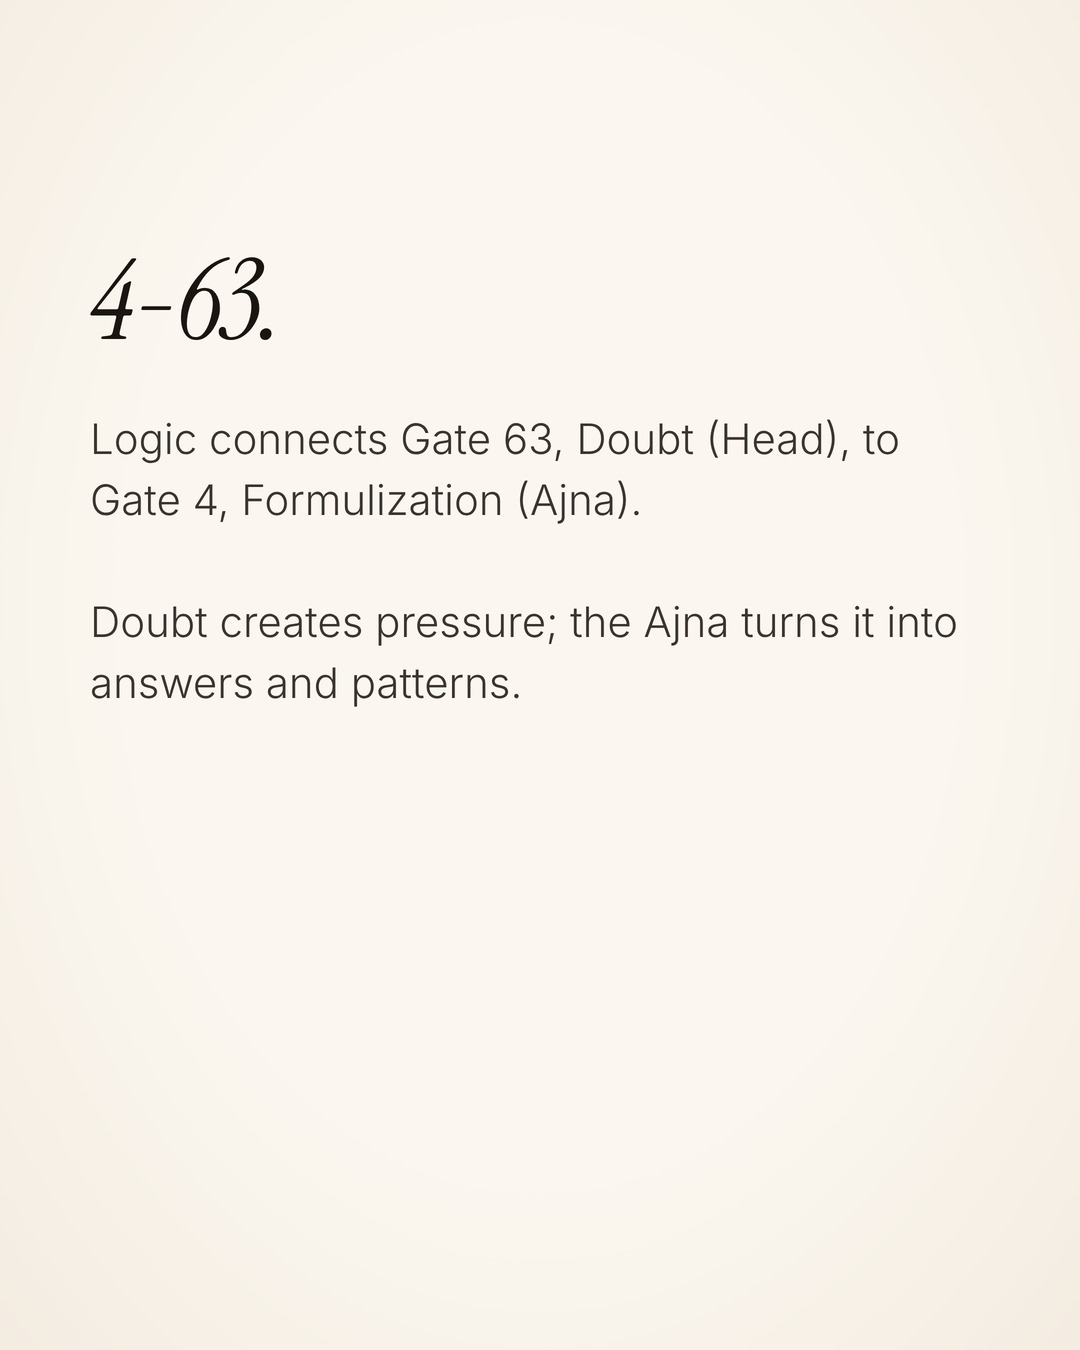 4–63.
Logic connects Gate 63, Doubt (Head), to
Gate 4, Formulization (Ajna).
Doubt creates pressure; the Ajna turns it into
answers and patterns.